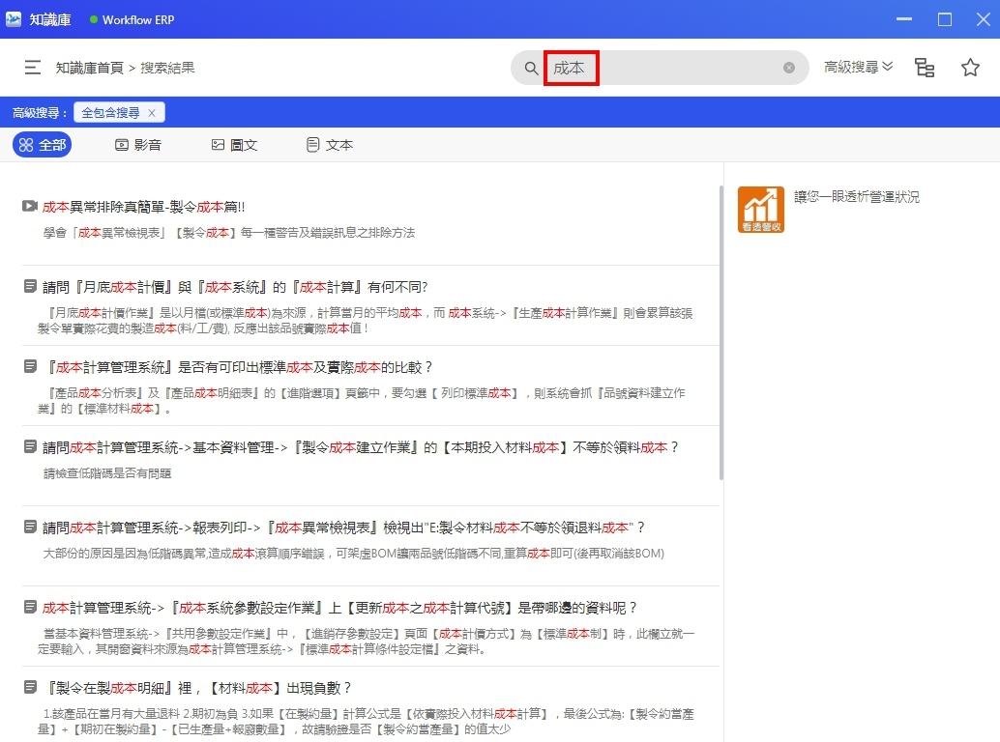 知識庫 Workflow ERP
知識庫首頁 > 搜索結果 成本 高級搜尋
高級搜尋： 全包含搜尋 x
全部 影音 圖文 文本
成本異常排除真簡單-製令成本篇!!
學會「成本異常檢視表」【製令成本】每一種警告及錯誤訊息之排除方法
請問『月底成本計價』與『成本系統』的『成本計算』有何不同?
『月底成本計價作業』是以月檔(或標準成本)為來源，計算當月的平均成本，而 成本系統->『生產成本計算作業』則會累算該張
製令單實際花費的製造成本(料/工/費), 反應出該品號實際成本值！
『成本計算管理系統』是否有可印出標準成本及實際成本的比較？
『產品成本分析表』及『產品成本明細表』的【進階選項】頁籤中，要勾選【 列印標準成本】，則系統會抓『品號資料建立作
業』的【標準材料成本】。
請問成本計算管理系統->基本資料管理->『製令成本建立作業』的【本期投入材料成本】不等於領料成本？
請檢查低階碼是否有問題
請問成本計算管理系統->報表列印->『成本異常檢視表』檢視出"E:製令材料成本不等於領退料成本"？
大部份的原因是因為低階碼異常,造成成本滾算順序錯誤，可架虛BOM讓兩品號低階碼不同,重算成本即可(後再取消該BOM)
成本計算管理系統->『成本系統參數設定作業』上【更新成本之成本計算代號】是帶哪邊的資料呢？
當基本資料管理系統->『共用參數設定作業』中，【進銷存參數設定】頁面【成本計價方式】為【標準成本制】時，此欄立就一
定要輸入，其開窗資料來源為成本計算管理系統->『標準成本計算條件設定檔』之資料。
『製令在製成本明細』裡，【材料成本】出現負數？
1.該產品在當月有大量退料 2.期初為負 3.如果【在製約量】計算公式是【依實際投入材料成本計算】，最後公式為:【製令約當產
量】+【期初在製約量】-【已生產量+報廢數量】，故請驗證是否【製令約當產量】的值太少
讓您一眼透析營運狀況
看透營收